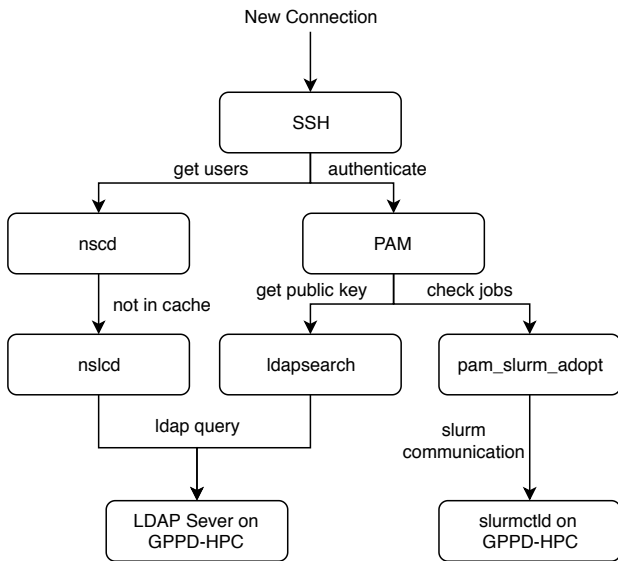 New Connection
SSH
get users
authenticate
nscd
PAM
not in cache
get public key
check jobs
nslcd
ldapsearch
pam_slurm_adopt
ldap query
slurm
communication
LDAP Sever on
GPPD-HPC
slurmctld on
GPPD-HPC